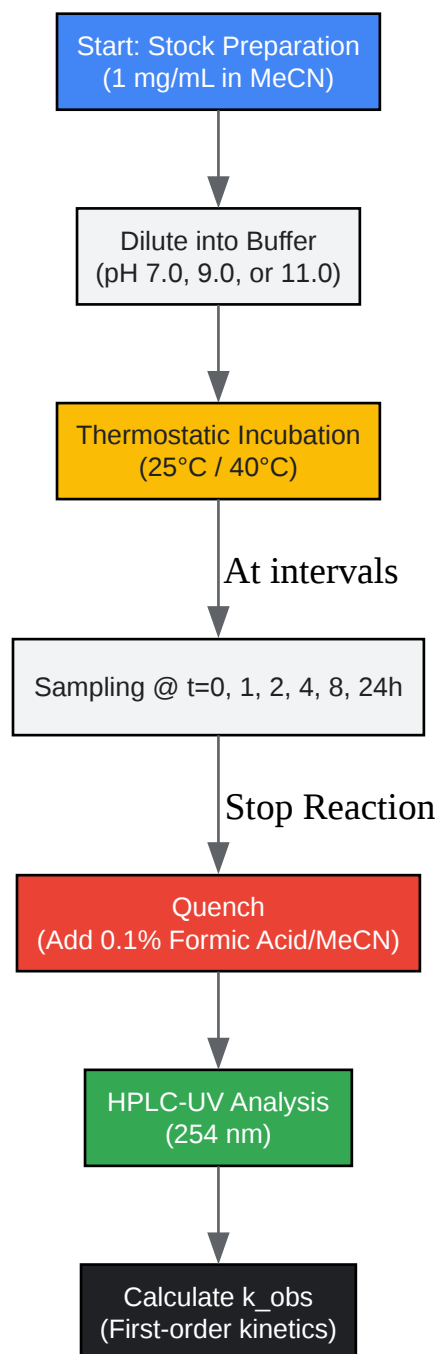 Start: Stock Preparation
(1 mg/mL in MeCN)
Dilute into Buffer
(pH 7.0, 9.0, or 11.0)
Thermostatic Incubation
(25°C / 40°C)
At intervals
Sampling @ t=0, 1, 2, 4, 8, 24h
Stop Reaction
Quench
(Add 0.1% Formic Acid/MeCN)
HPLC-UV Analysis
(254 nm)
Calculate k_obs
(First-order kinetics)